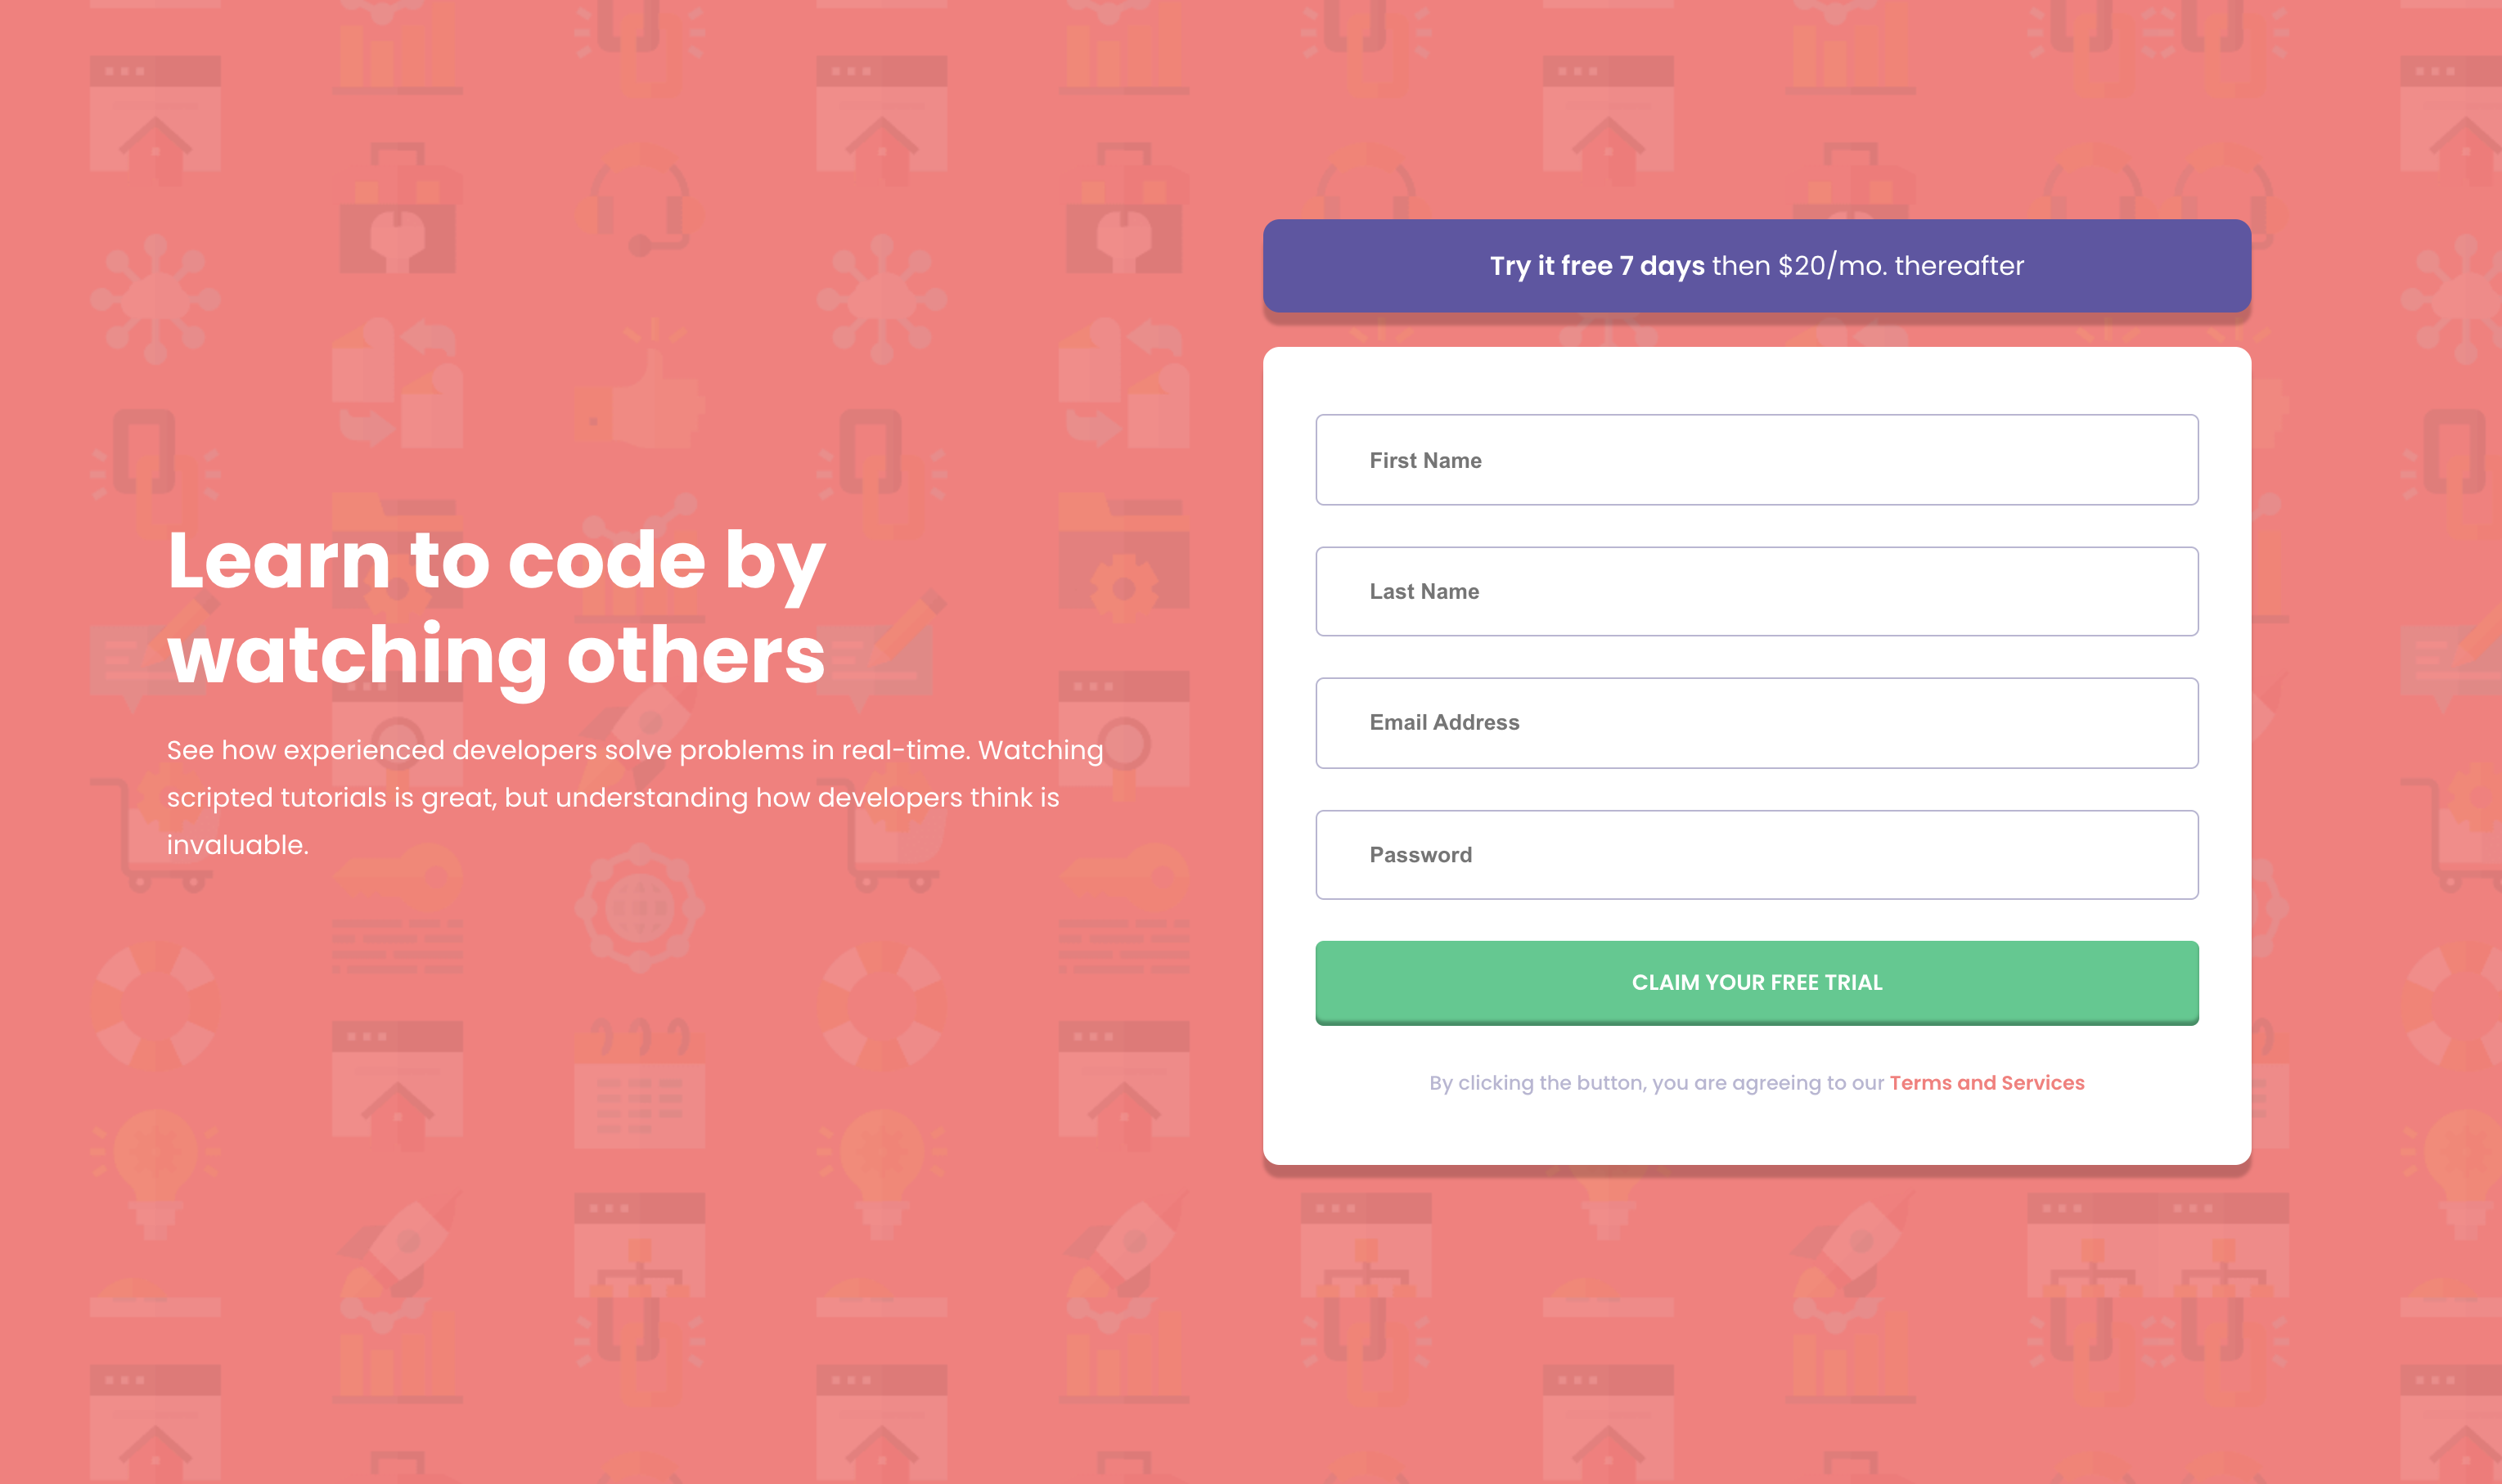 Learn to code by
watching others
See how experienced developers solve problems in real-time. Watching
scripted tutorials is great, but understanding how developers think is
invaluable.
Try it free 7 days then $20/mo. thereafter
First Name
Last Name
Email Address
Password
CLAIM YOUR FREE TRIAL
By clicking the button, you are agreeing to our Terms and Services